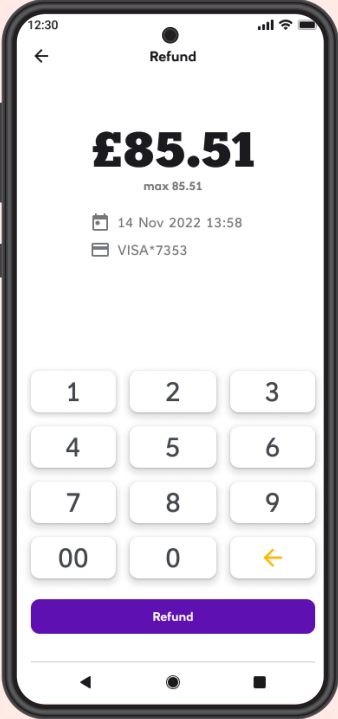 12:30
Refund
£85.51
max 85.51
14 Nov 2022 13:58
VISA*7353
1 2 3
4 5 6
7 8 9
00 0
Refund